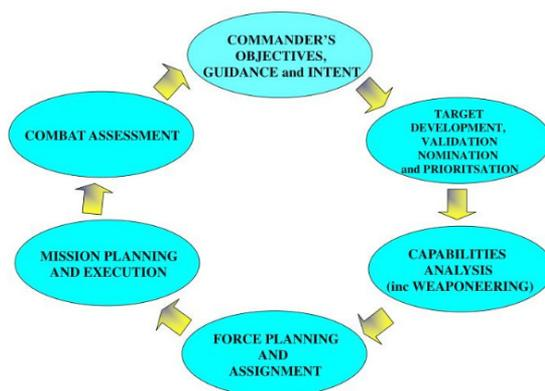 COMMANDER'S
OBJECTIVES,
GUIDANCE and INTENT
TARGET
DEVELOPMENT,
VALIDATION
NOMINATION
and PRIORITISATION
CAPABILITIES
ANALYSIS
(inc WEAPONEERING)
FORCE PLANNING
AND
ASSIGNMENT
MISSION PLANNING
AND EXECUTION
COMBAT ASSESSMENT